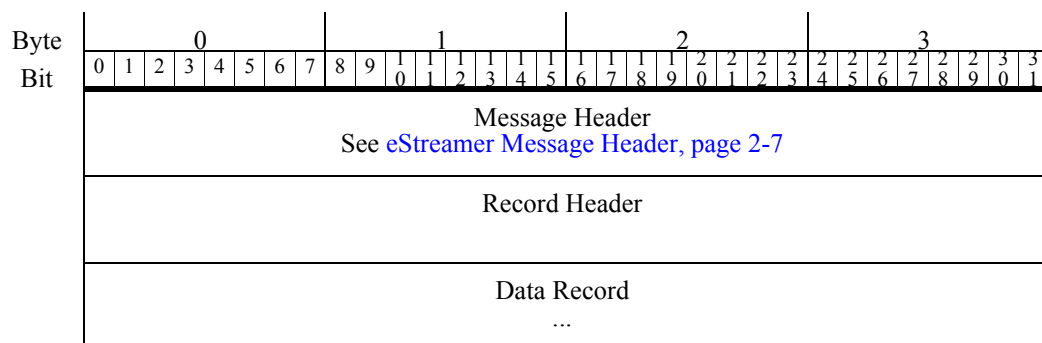 Byte 0 1 2 3
Bit 0 1 2 3 4 5 6 7 8 9 10 11 12 13 14 15 16 17 18 19 20 21 22 23 24 25 26 27 28 29 30 31
Message Header
See eStreamer Message Header, page 2-7
Record Header
Data Record
...